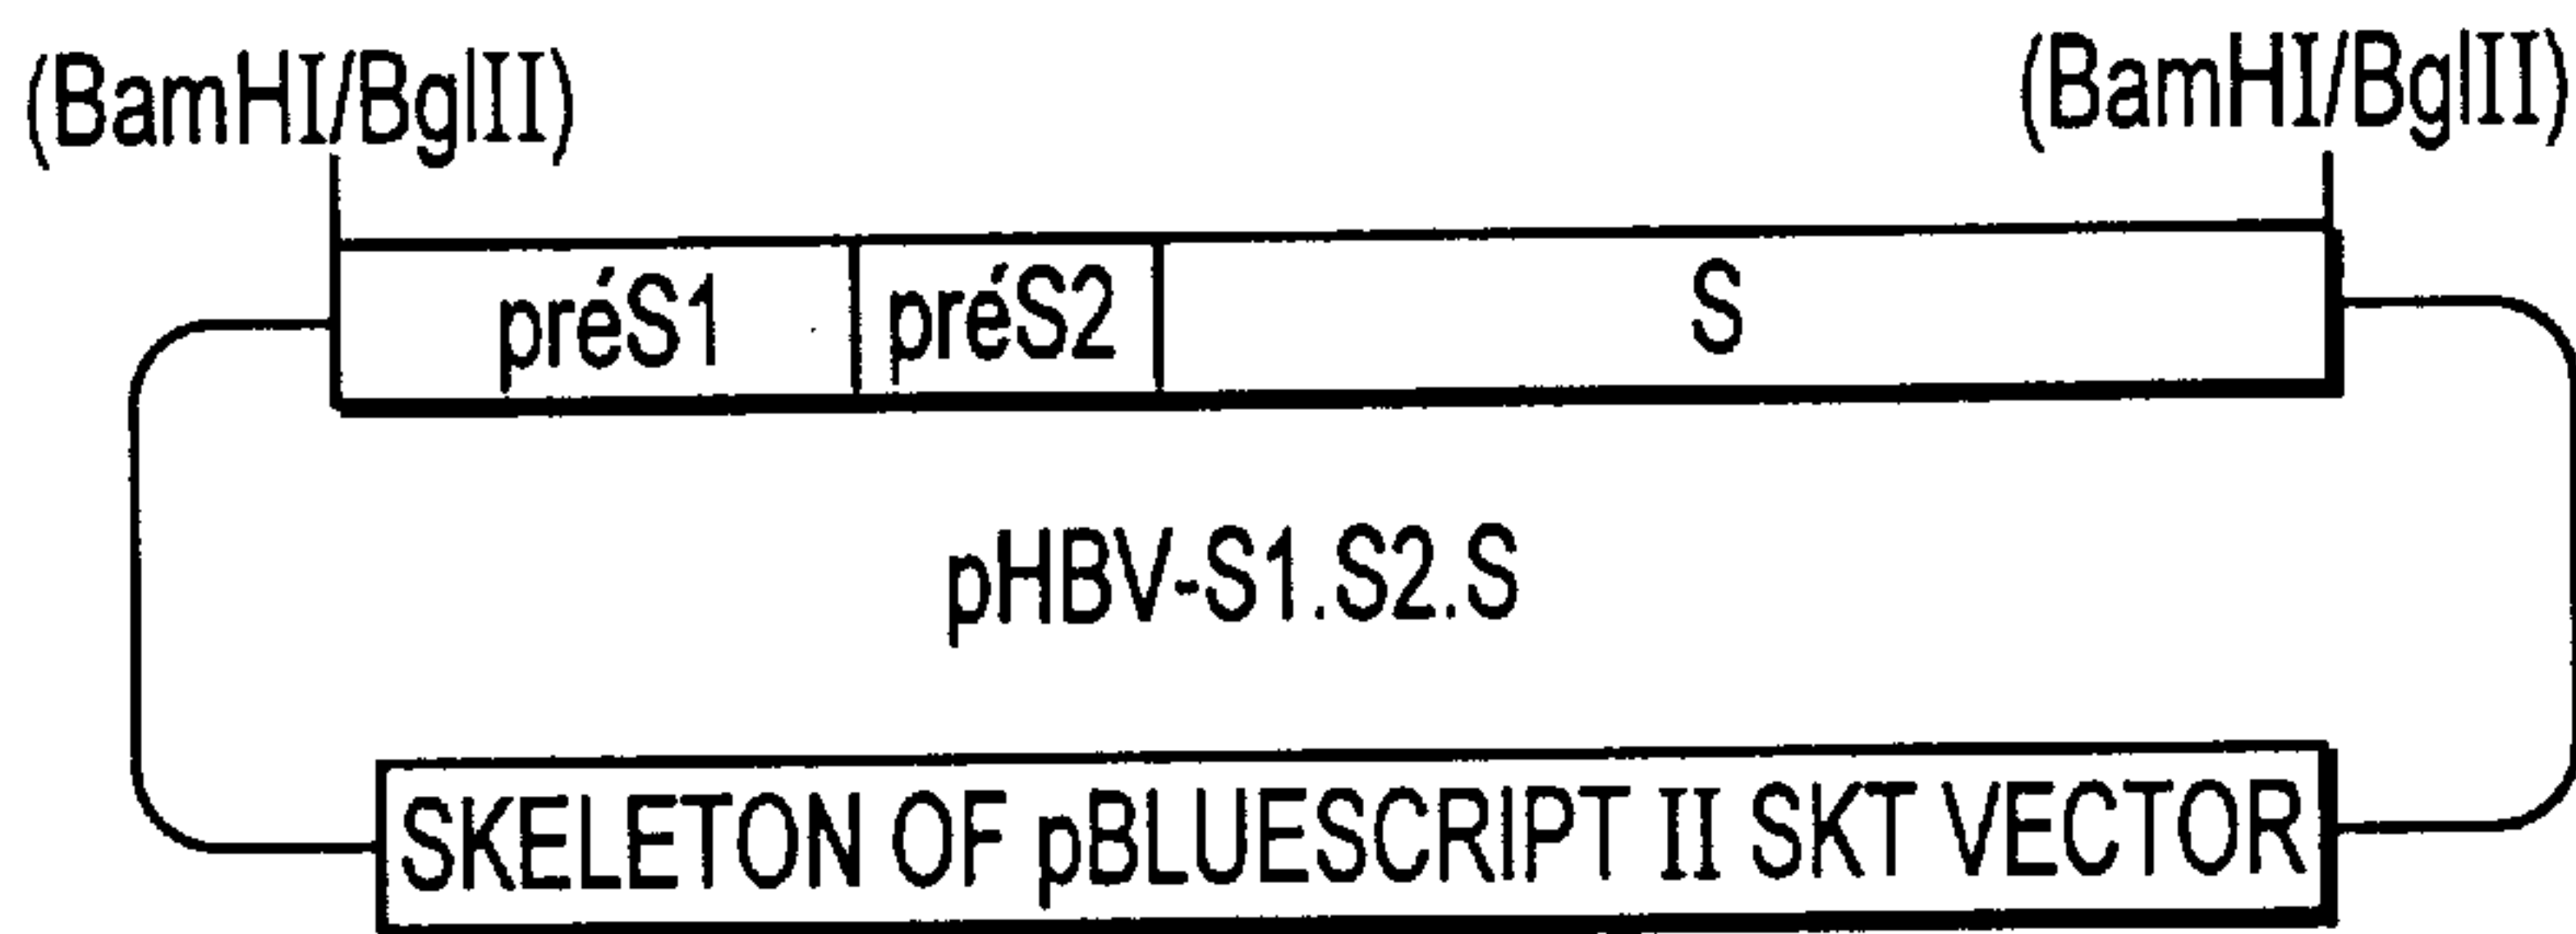 (BamHI/BglII) (BamHI/BglII)
préS1 préS2 S
pHBV-S1.S2.S
SKELETON OF pBLUESCRIPT II SKT VECTOR